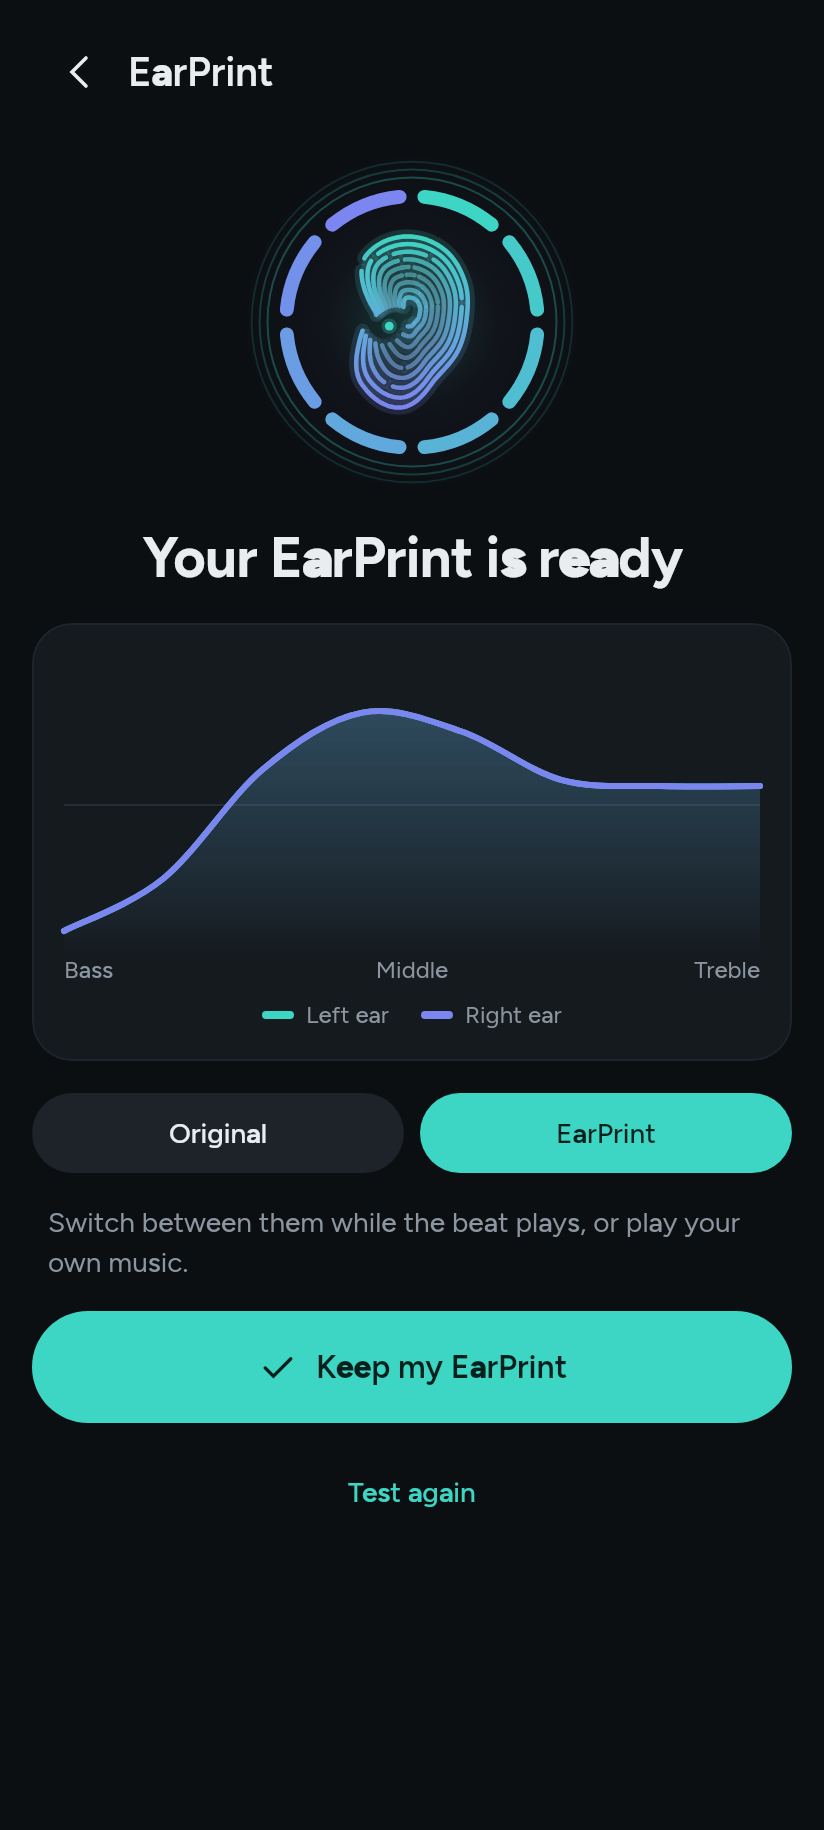 EarPrint
Your EarPrint is ready
Bass Middle Treble
Left ear Right ear
Original EarPrint
Switch between them while the beat plays, or play your
own music.
Keep my EarPrint
Test again